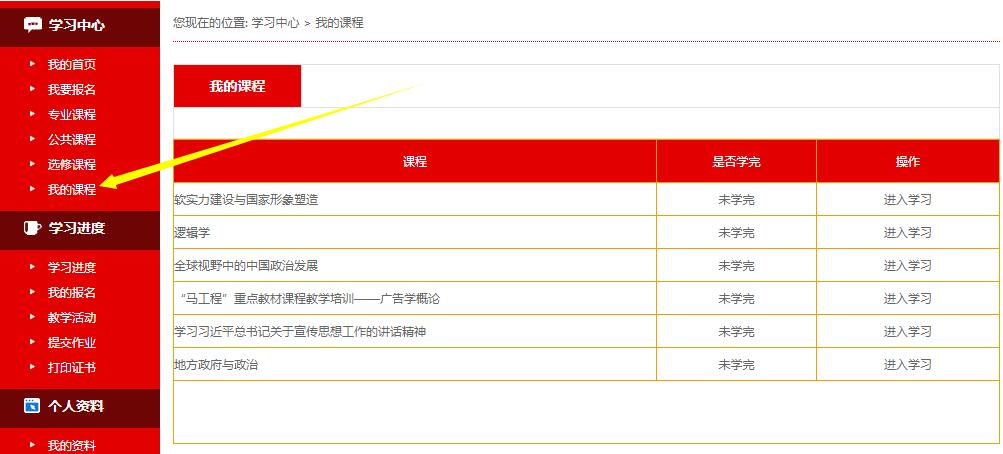 学习中心
我的首页
我要报名
专业课程
公共课程
选修课程
我的课程
学习进度
学习进度
我的报名
教学活动
提交作业
打印证书
个人资料
我的资料
您现在的位置: 学习中心 > 我的课程
我的课程
课程 是否学完 操作
软实力建设与国家形象塑造 未学完 进入学习
逻辑学 未学完 进入学习
全球视野中的中国政治发展 未学完 进入学习
“马工程”重点教材课程教学培训——广告学概论 未学完 进入学习
学习习近平总书记关于宣传思想工作的讲话精神 未学完 进入学习
地方政府与政治 未学完 进入学习